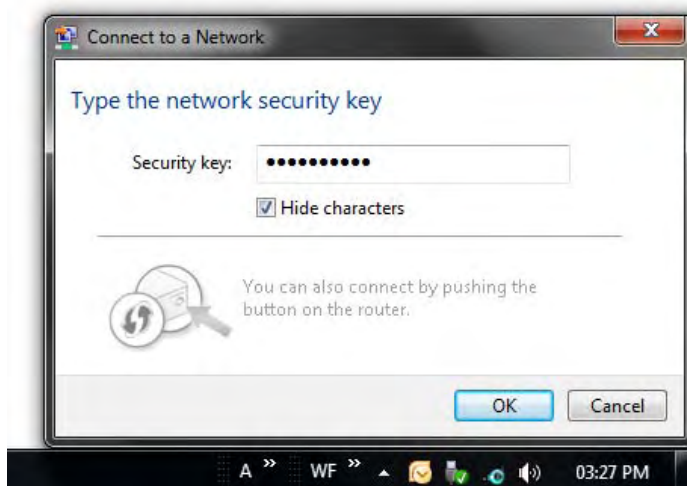 Connect to a Network
Type the network security key
Security key: ●●●●●●●●●●
Hide characters
You can also connect by pushing the
button on the router.
OK Cancel
A » WF » 03:27 PM